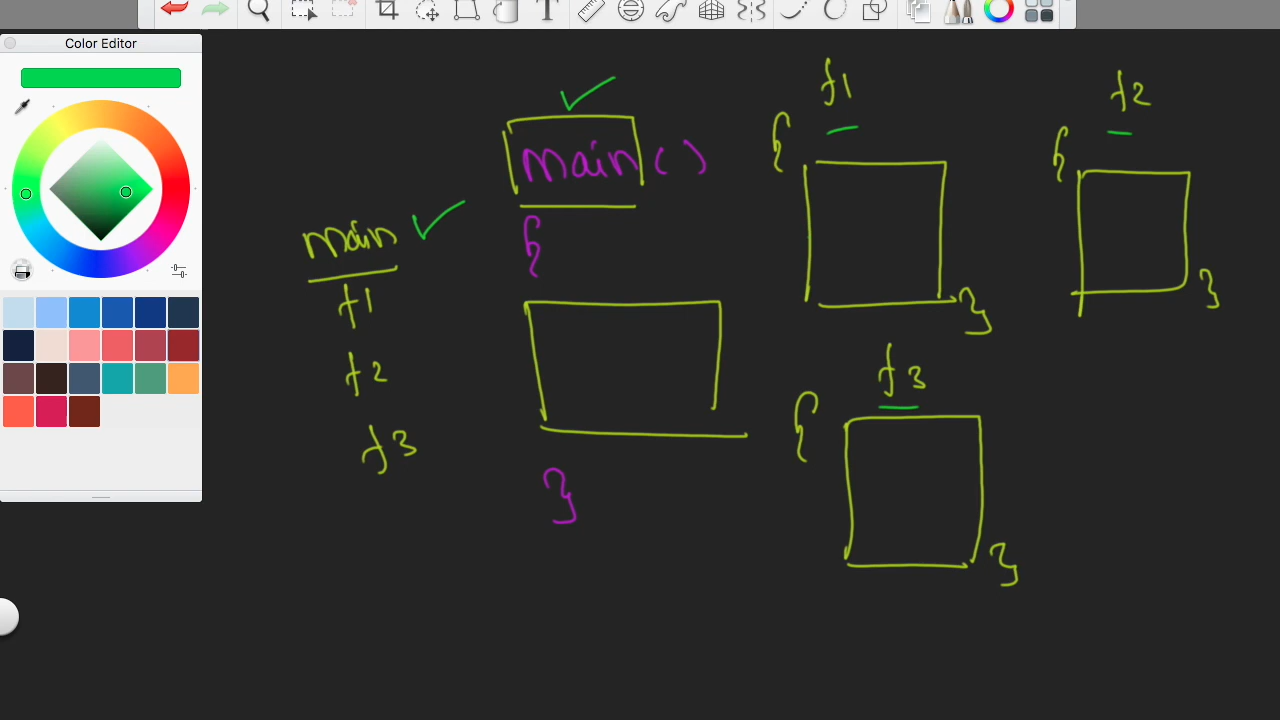 Color Editor
main()
{
}
main
f1
f2
f3
f1
{
}
f2
{
}
f3
{
}